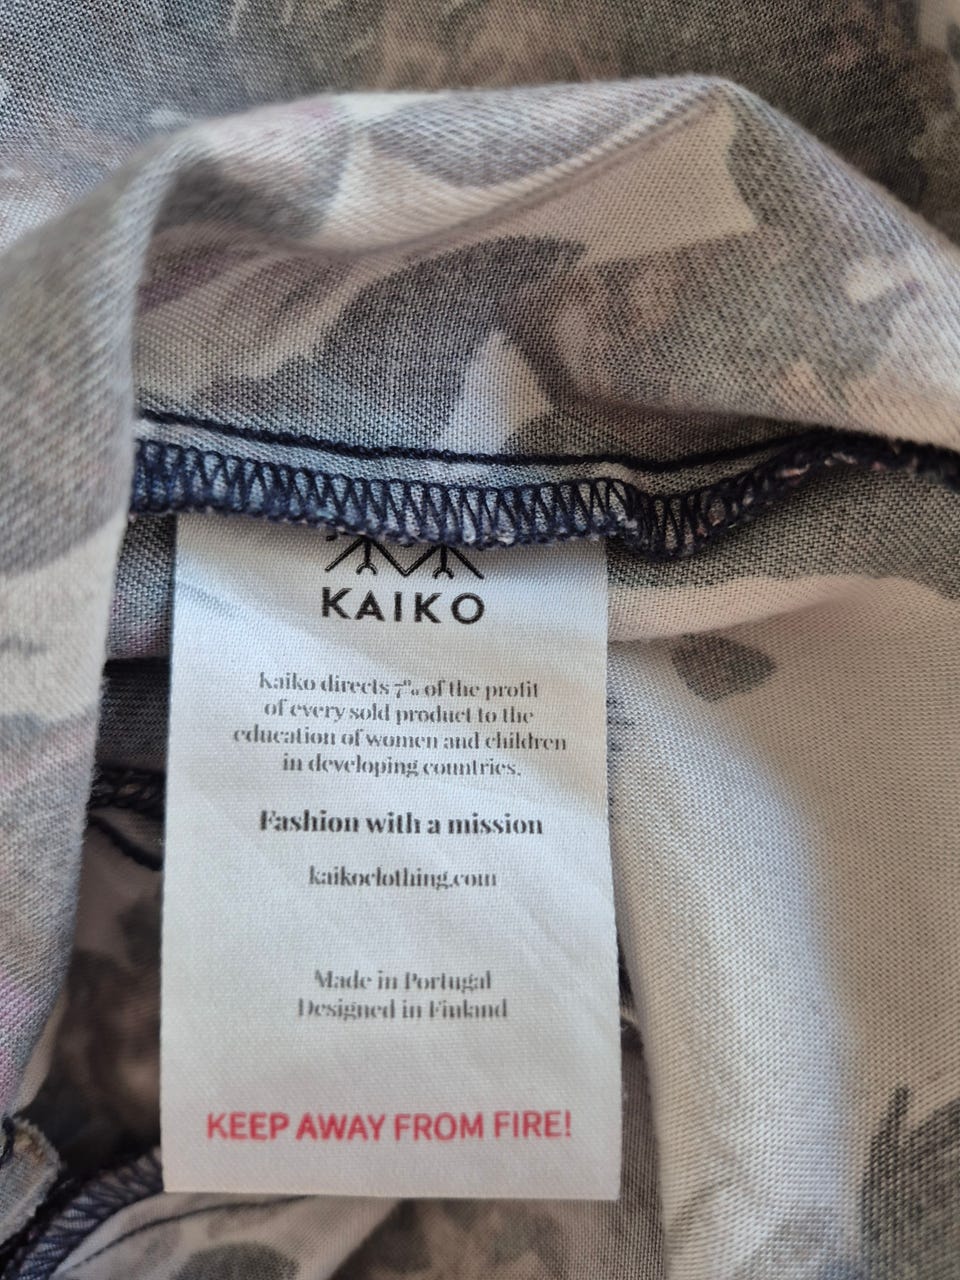 KAIKO
Kaiko directs 7% of the profit
of every sold product to the
education of women and children
in developing countries.
Fashion with a mission
kaikoclothing.com
Made in Portugal
Designed in Finland
KEEP AWAY FROM FIRE!